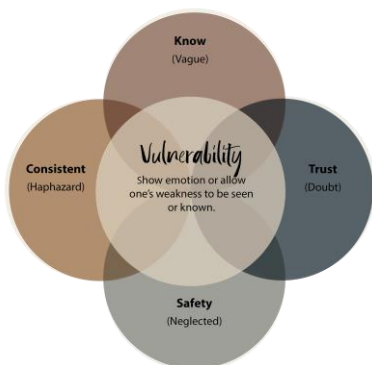 Know
(Vague)
Vulnerability
Show emotion or allow
one's weakness to be seen
or known.
Consistent
(Haphazard)
Trust
(Doubt)
Safety
(Neglected)